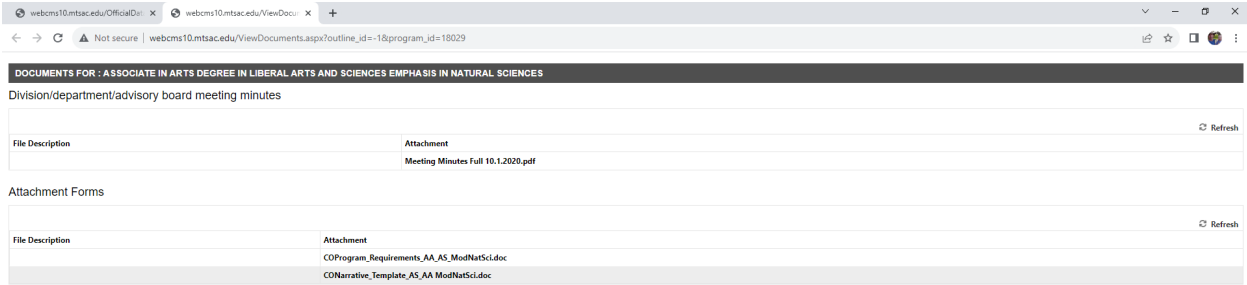 webcms10.mtsac.edu/OfficialDat
webcms10.mtsac.edu/ViewDocu
Not secure | webcms10.mtsac.edu/ViewDocuments.aspx?outline_id=-1&program_id=18029
DOCUMENTS FOR : ASSOCIATE IN ARTS DEGREE IN LIBERAL ARTS AND SCIENCES EMPHASIS IN NATURAL SCIENCES
Division/department/advisory board meeting minutes
Refresh
File Description Attachment
Meeting Minutes Full 10.1.2020.pdf
Attachment Forms
Refresh
File Description Attachment
COProgram_Requirements_AA_AS_ModNatSci.doc
CONarrative_Template_AS_AA ModNatSci.doc